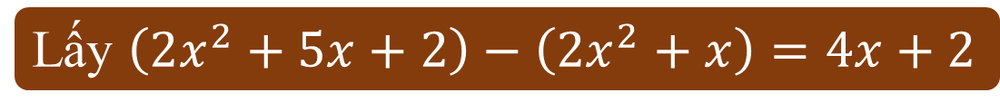 Lấy (2x² + 5x + 2) − (2x² + x) = 4x + 2